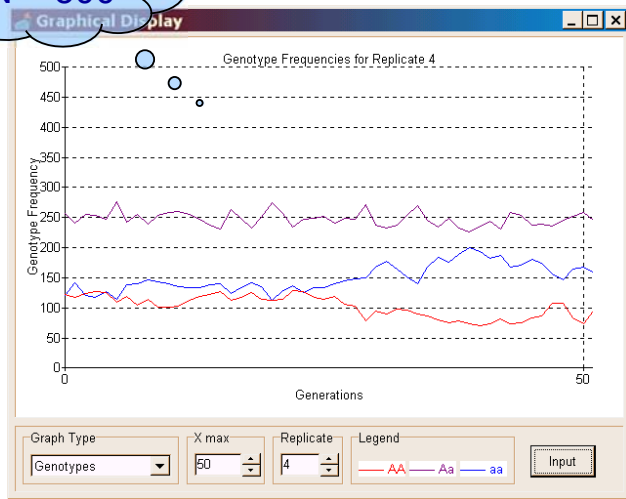 Graphical Display
Genotype Frequencies for Replicate 4
Genotype Frequency
500
450
400
350
300
250
200
150
100
50
0
0
50
Generations
Graph Type
Genotypes
X max
50
Replicate
4
Legend
AA
Aa
aa
Input